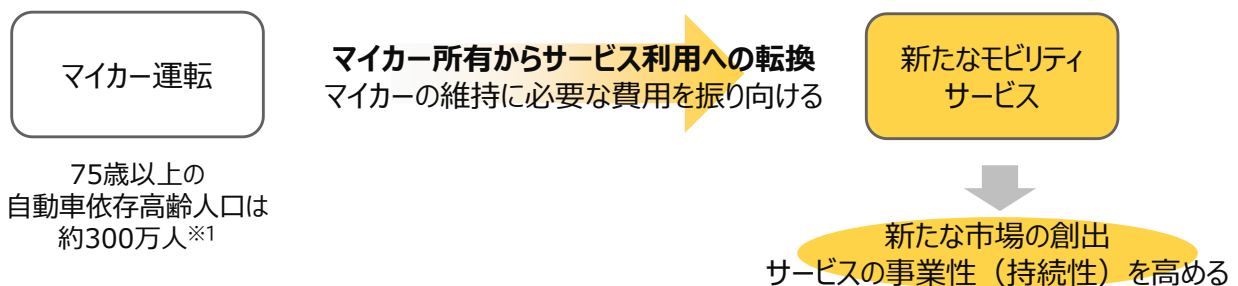 マイカー運転
75歳以上の
自動車依存高齢人口は
約300万人※1
マイカー所有からサービス利用への転換
マイカーの維持に必要な費用を振り向ける
新たなモビリティ
サービス
新たな市場の創出
サービスの事業性（持続性）を高める